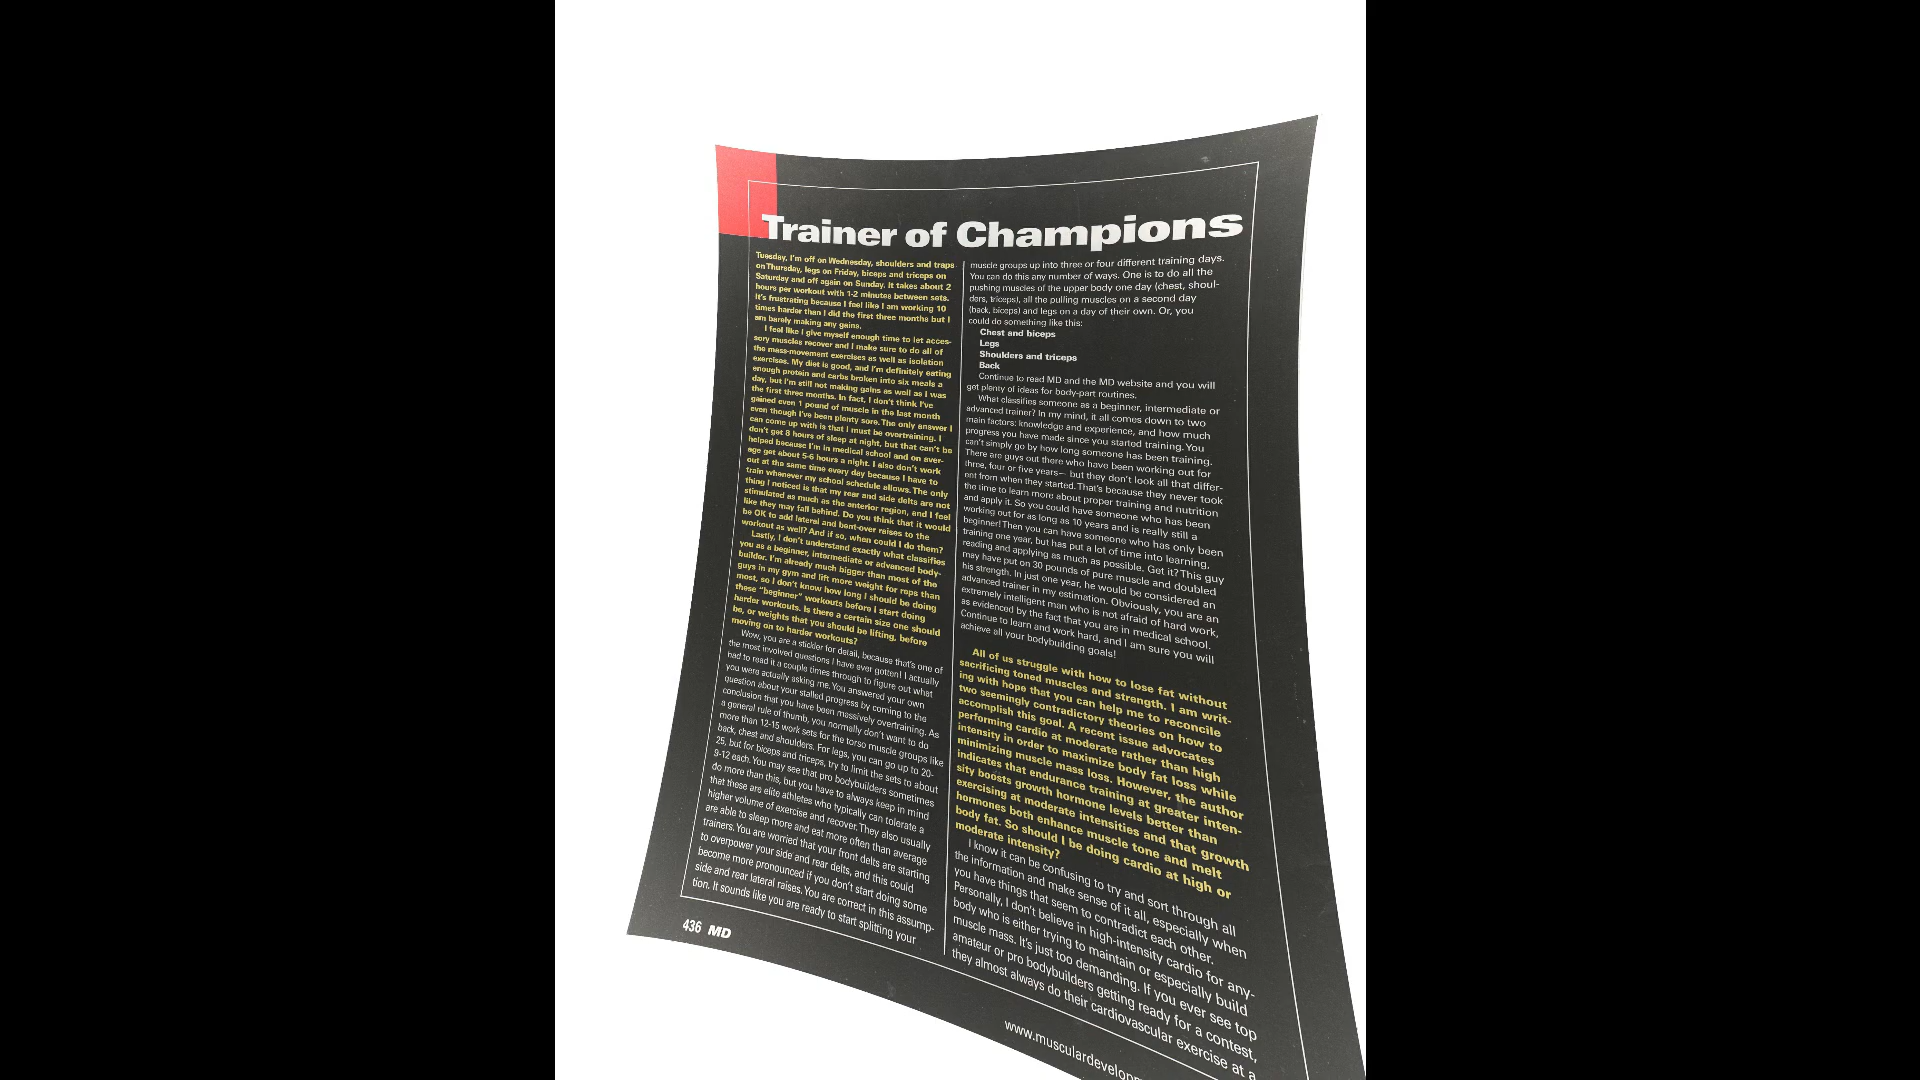 Trainer of Champions
Tuesday, I'm off on Wednesday, shoulders and traps
on Thursday, legs on Friday, biceps and triceps on
Saturday and off again on Sunday. It takes about 2
hours per workout with 1-2 minutes between sets.
It's frustrating because I feel like I am working 10
times harder than I did the first three months but I
am barely making any gains.
I feel like I give myself enough time to let acces-
sory muscles recover and I make sure to do all of
the mass-movement exercises as well as isolation
exercises. My diet is good, and I'm definitely eating
enough protein and carbs broken into six meals a
day, but I'm still not making gains as well as I was
the first three months. In fact, I don't think I've
gained even 1 pound of muscle in the last month
even though I've been plenty sore. The only answer I
can come up with is that I must be overtraining. I
don't get 8 hours of sleep at night, but that can't be
helped because I'm in medical school and on aver-
age get about 5-6 hours a night. I also don't work
out at the same time every day because I have to
train whenever my school schedule allows. The only
thing I noticed is that my rear and side delts are not
stimulated as much as the anterior region, and I feel
like they may fall behind. Do you think that it would
be OK to add lateral and bent-over raises to the
workout as well? And if so, when could I do them?
Lastly, I don't understand exactly what classifies
you as a beginner, intermediate or advanced body-
builder. I'm already much bigger than most of the
guys in my gym and lift more weight for reps than
most, so I don't know how long I should be doing
these "beginner" workouts before I start doing
harder workouts. Is there a certain size one should
be, or weights that you should be lifting, before
moving on to harder workouts?
Wow, you are a stickler for detail, because that's one of
the most involved questions I have ever gotten! I actually
had to read it a couple times through to figure out what
you were actually asking me. You answered your own
question about your stalled progress by coming to the
conclusion that you have been massively overtraining. As
a general rule of thumb, you normally don't want to do
more than 12-15 work sets for the torso muscle groups like
back, chest and shoulders. For legs, you can go up to 20-
25, but for biceps and triceps, try to limit the sets to about
9-12 each. You may see that pro bodybuilders sometimes
do more than this, but you have to always keep in mind
that these are elite athletes who typically can tolerate a
higher volume of exercise and recover. They also usually
are able to sleep more and eat more often than average
trainers. You are worried that your front delts are starting
to overpower your side and rear delts, and this could
become more pronounced if you don't start doing some
side and rear lateral raises. You are correct in this assump-
tion. It sounds like you are ready to start splitting your
muscle groups up into three or four different training days.
You can do this any number of ways. One is to do all the
pushing muscles of the upper body one day (chest, shoul-
ders, triceps), all the pulling muscles on a second day
(back, biceps) and legs on a day of their own. Or, you
could do something like this:
Chest and biceps
Legs
Shoulders and triceps
Back
Continue to read MD and the MD website and you will
get plenty of ideas for body-part routines.
What classifies someone as a beginner, intermediate or
advanced trainer? In my mind, it all comes down to two
main factors: knowledge and experience, and how much
progress you have made since you started training. You
can't simply go by how long someone has been training.
There are guys out there who have been working out for
three, four or five years— but they don't look all that differ-
ent from when they started. That's because they never took
the time to learn more about proper training and nutrition
and apply it. So you could have someone who has been
working out for as long as 10 years and is really still a
beginner! Then you can have someone who has only been
training one year, but has put a lot of time into learning,
reading and applying as much as possible. Get it? This guy
may have put on 30 pounds of pure muscle and doubled
his strength. In just one year, he would be considered an
advanced trainer in my estimation. Obviously, you are an
extremely intelligent man who is not afraid of hard work,
as evidenced by the fact that you are in medical school.
Continue to learn and work hard, and I am sure you will
achieve all your bodybuilding goals!
All of us struggle with how to lose fat without
sacrificing toned muscles and strength. I am writ-
ing with hope that you can help me to reconcile
two seemingly contradictory theories on how to
accomplish this goal. A recent issue advocates
performing cardio at moderate rather than high
intensity in order to maximize body fat loss while
minimizing muscle mass loss. However, the author
indicates that endurance training at greater inten-
sity boosts growth hormone levels better than
exercising at moderate intensities and that growth
hormones both enhance muscle tone and melt
body fat. So should I be doing cardio at high or
moderate intensity?
I know it can be confusing to try and sort through all
the information and make sense of it all, especially when
you have things that seem to contradict each other.
Personally, I don't believe in high-intensity cardio for any-
body who is either trying to maintain or especially build
muscle mass. It's just too demanding. If you ever see top
amateur or pro bodybuilders getting ready for a contest,
they almost always do their cardiovascular exercise at a
436 MD
www.musculardevelopm